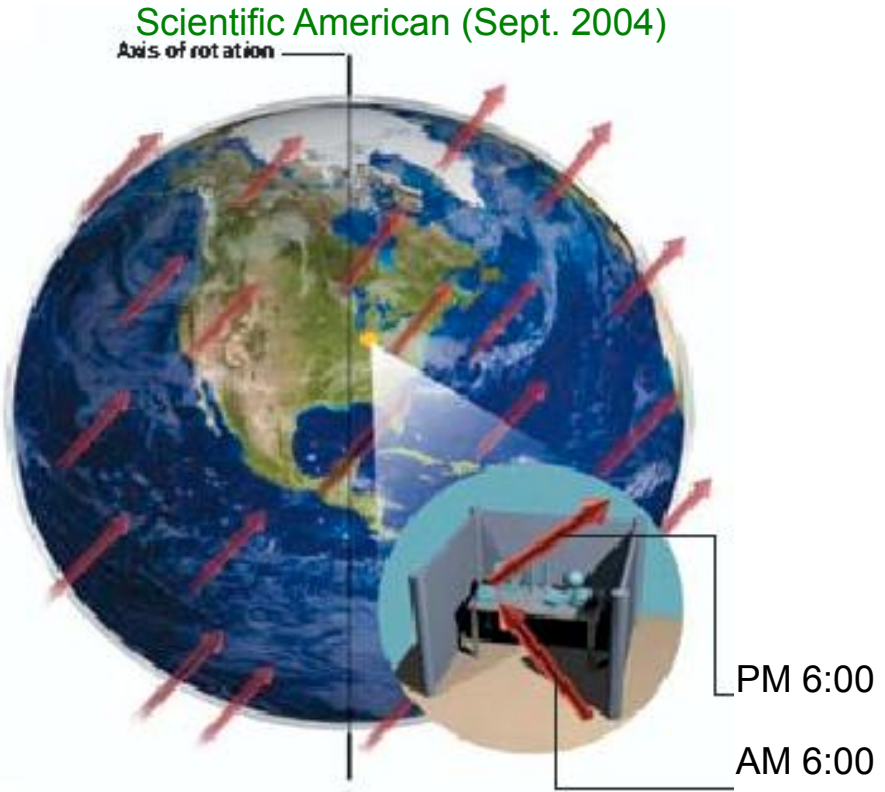 Scientific American (Sept. 2004)
Axis of rotation
PM 6:00
AM 6:00